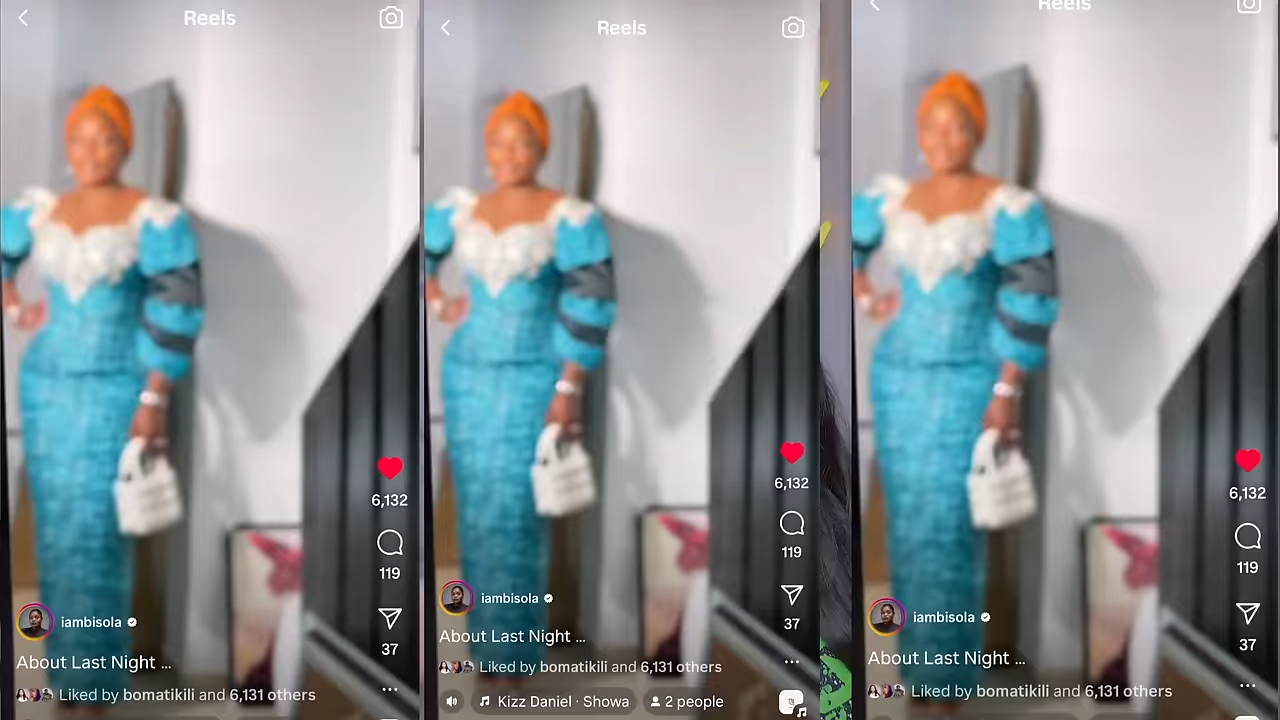 Reels
6,132
119
37
iambisola
About Last Night ...
Liked by bomatikili and 6,131 others
Reels
6,132
119
37
iambisola
About Last Night ...
Liked by bomatikili and 6,131 others
Kizz Daniel · Showa
2 people
Reels
6,132
119
37
iambisola
About Last Night ...
Liked by bomatikili and 6,131 others